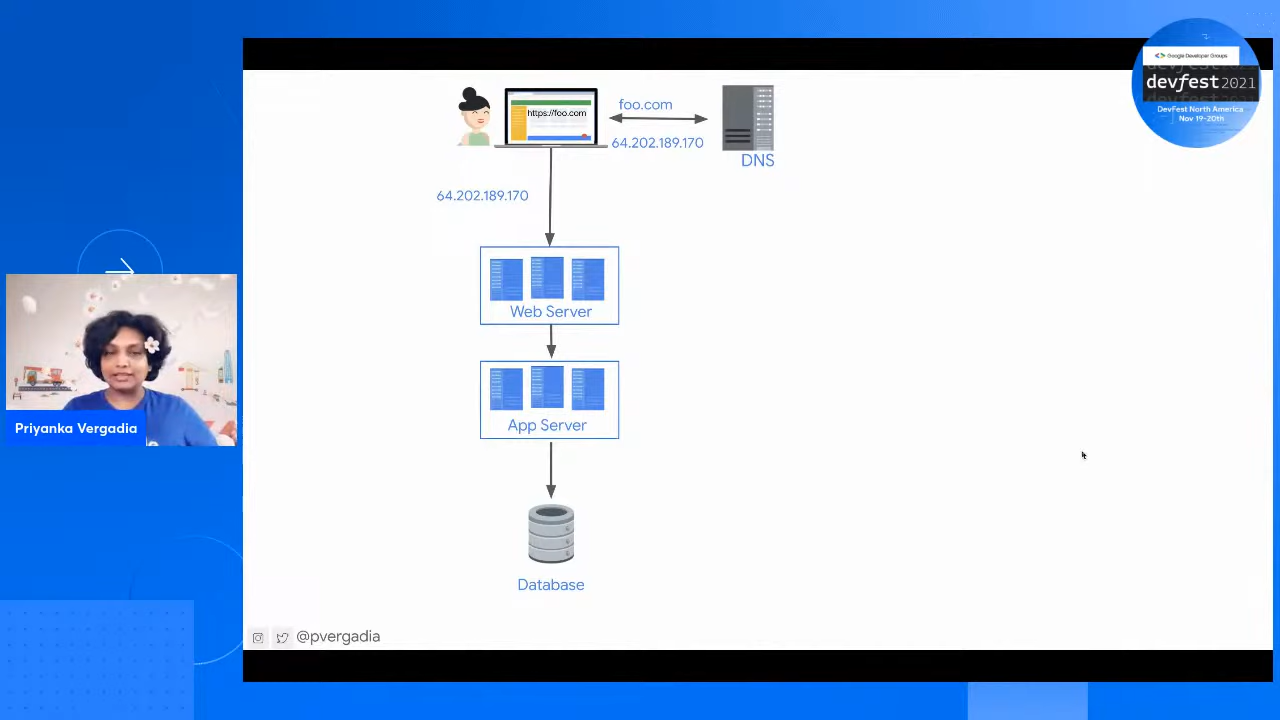 Google Developer Groups
devfest 2021
DevFest North America
Nov 19-20th
https://foo.com
foo.com
64.202.189.170
DNS
64.202.189.170
Web Server
App Server
Database
Priyanka Vergadia
@pvergadia